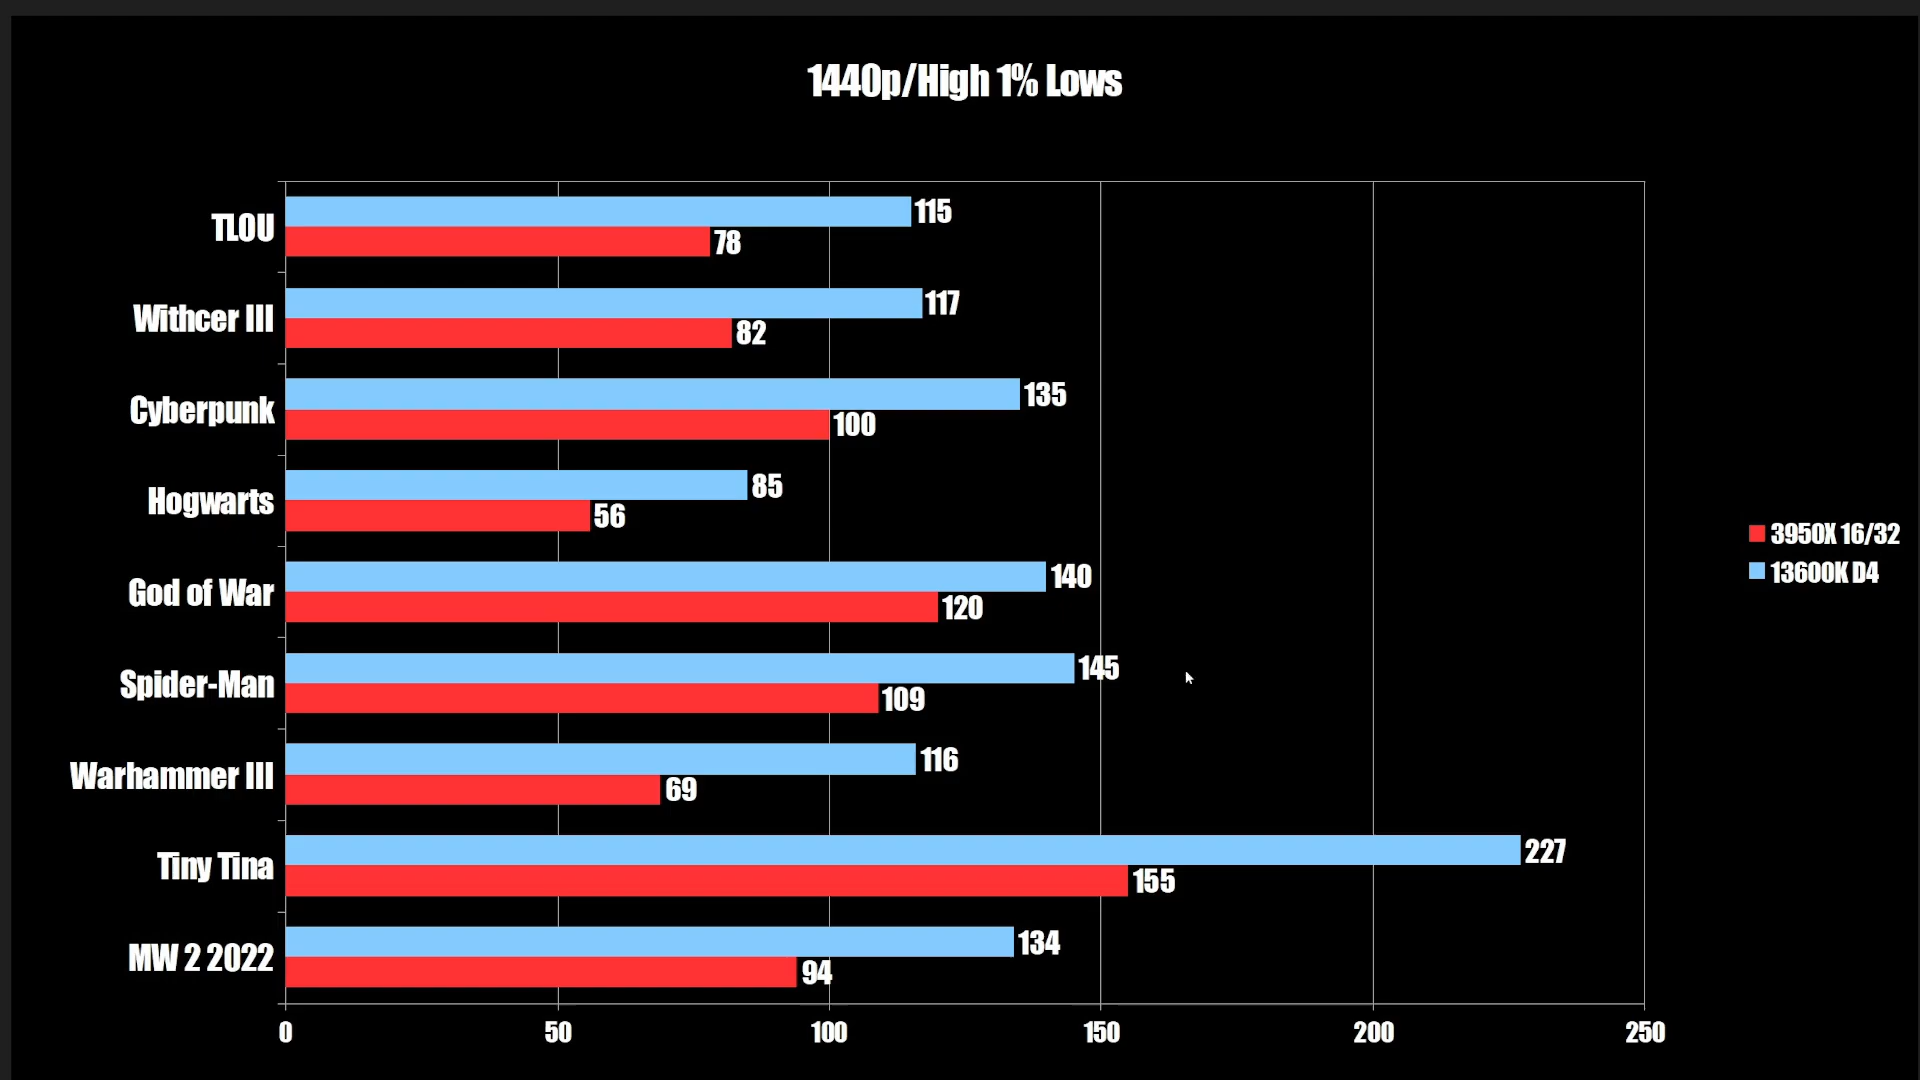 1440p/High 1% Lows
TLOU
115
78
Withcer III
117
82
Cyberpunk
135
100
Hogwarts
85
56
God of War
140
120
Spider-Man
145
109
Warhammer III
116
69
Tiny Tina
227
155
MW 2 2022
134
94
0 50 100 150 200 250
3950X 16/32
13600K D4